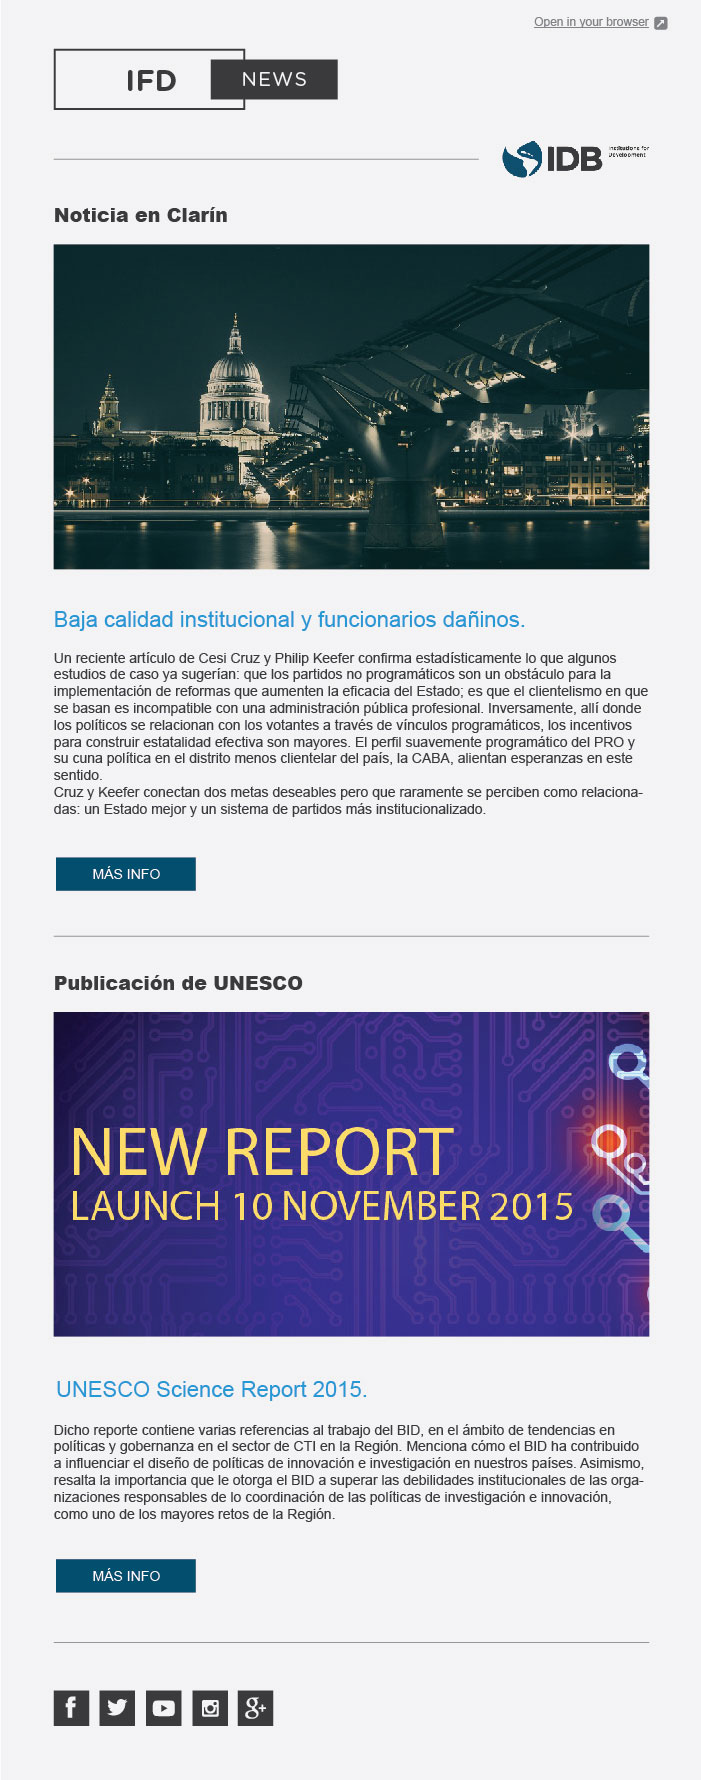 Open in your browser
IFD NEWS
IDB Institutions for
Development
Noticia en Clarín
Baja calidad institucional y funcionarios dañinos.
Un reciente artículo de Cesi Cruz y Philip Keefer confirma estadísticamente lo que algunos
estudios de caso ya sugerían: que los partidos no programáticos son un obstáculo para la
implementación de reformas que aumenten la eficacia del Estado; es que el clientelismo en que
se basan es incompatible con una administración pública profesional. Inversamente, allí donde
los políticos se relacionan con los votantes a través de vínculos programáticos, los incentivos
para construir estatalidad efectiva son mayores. El perfil suavemente programático del PRO y
su cuna política en el distrito menos clientelar del país, la CABA, alientan esperanzas en este
sentido.
Cruz y Keefer conectan dos metas deseables pero que raramente se perciben como relaciona-
das: un Estado mejor y un sistema de partidos más institucionalizado.
MÁS INFO
Publicación de UNESCO
NEW REPORT
LAUNCH 10 NOVEMBER 2015
UNESCO Science Report 2015.
Dicho reporte contiene varias referencias al trabajo del BID, en el ámbito de tendencias en
políticas y gobernanza en el sector de CTI en la Región. Menciona cómo el BID ha contribuido
a influenciar el diseño de políticas de innovación e investigación en nuestros países. Asimismo,
resalta la importancia que le otorga el BID a superar las debilidades institucionales de las orga-
nizaciones responsables de lo coordinación de las políticas de investigación e innovación,
como uno de los mayores retos de la Región.
MÁS INFO